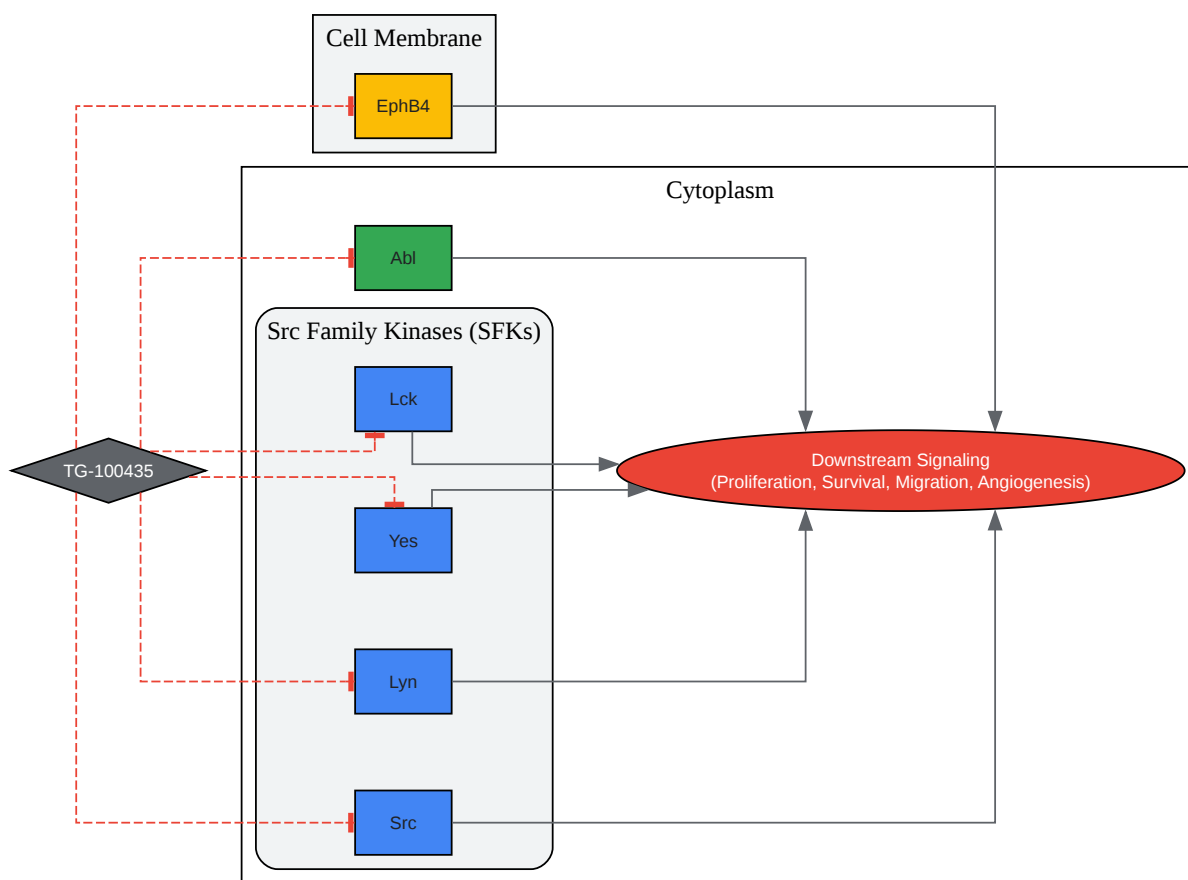 Cell Membrane
EphB4
Cytoplasm
Abl
Src Family Kinases (SFKs)
Lck
TG-100435
Downstream Signaling
(Proliferation, Survival, Migration, Angiogenesis)
Yes
Lyn
Src